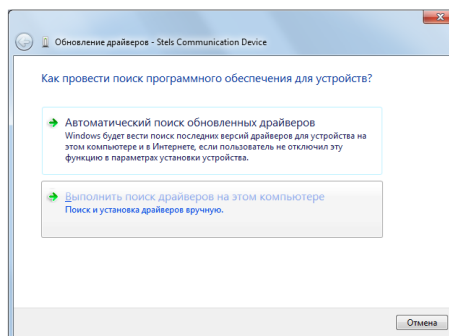 Обновление драйверов - Stels Communication Device
Как провести поиск программного обеспечения для устройств?
Автоматический поиск обновленных драйверов
Windows будет вести поиск последних версий драйверов для устройства на
этом компьютере и в Интернете, если пользователь не отключил эту
функцию в параметрах установки устройства.
Выполнить поиск драйверов на этом компьютере
Поиск и установка драйверов вручную.
Отмена